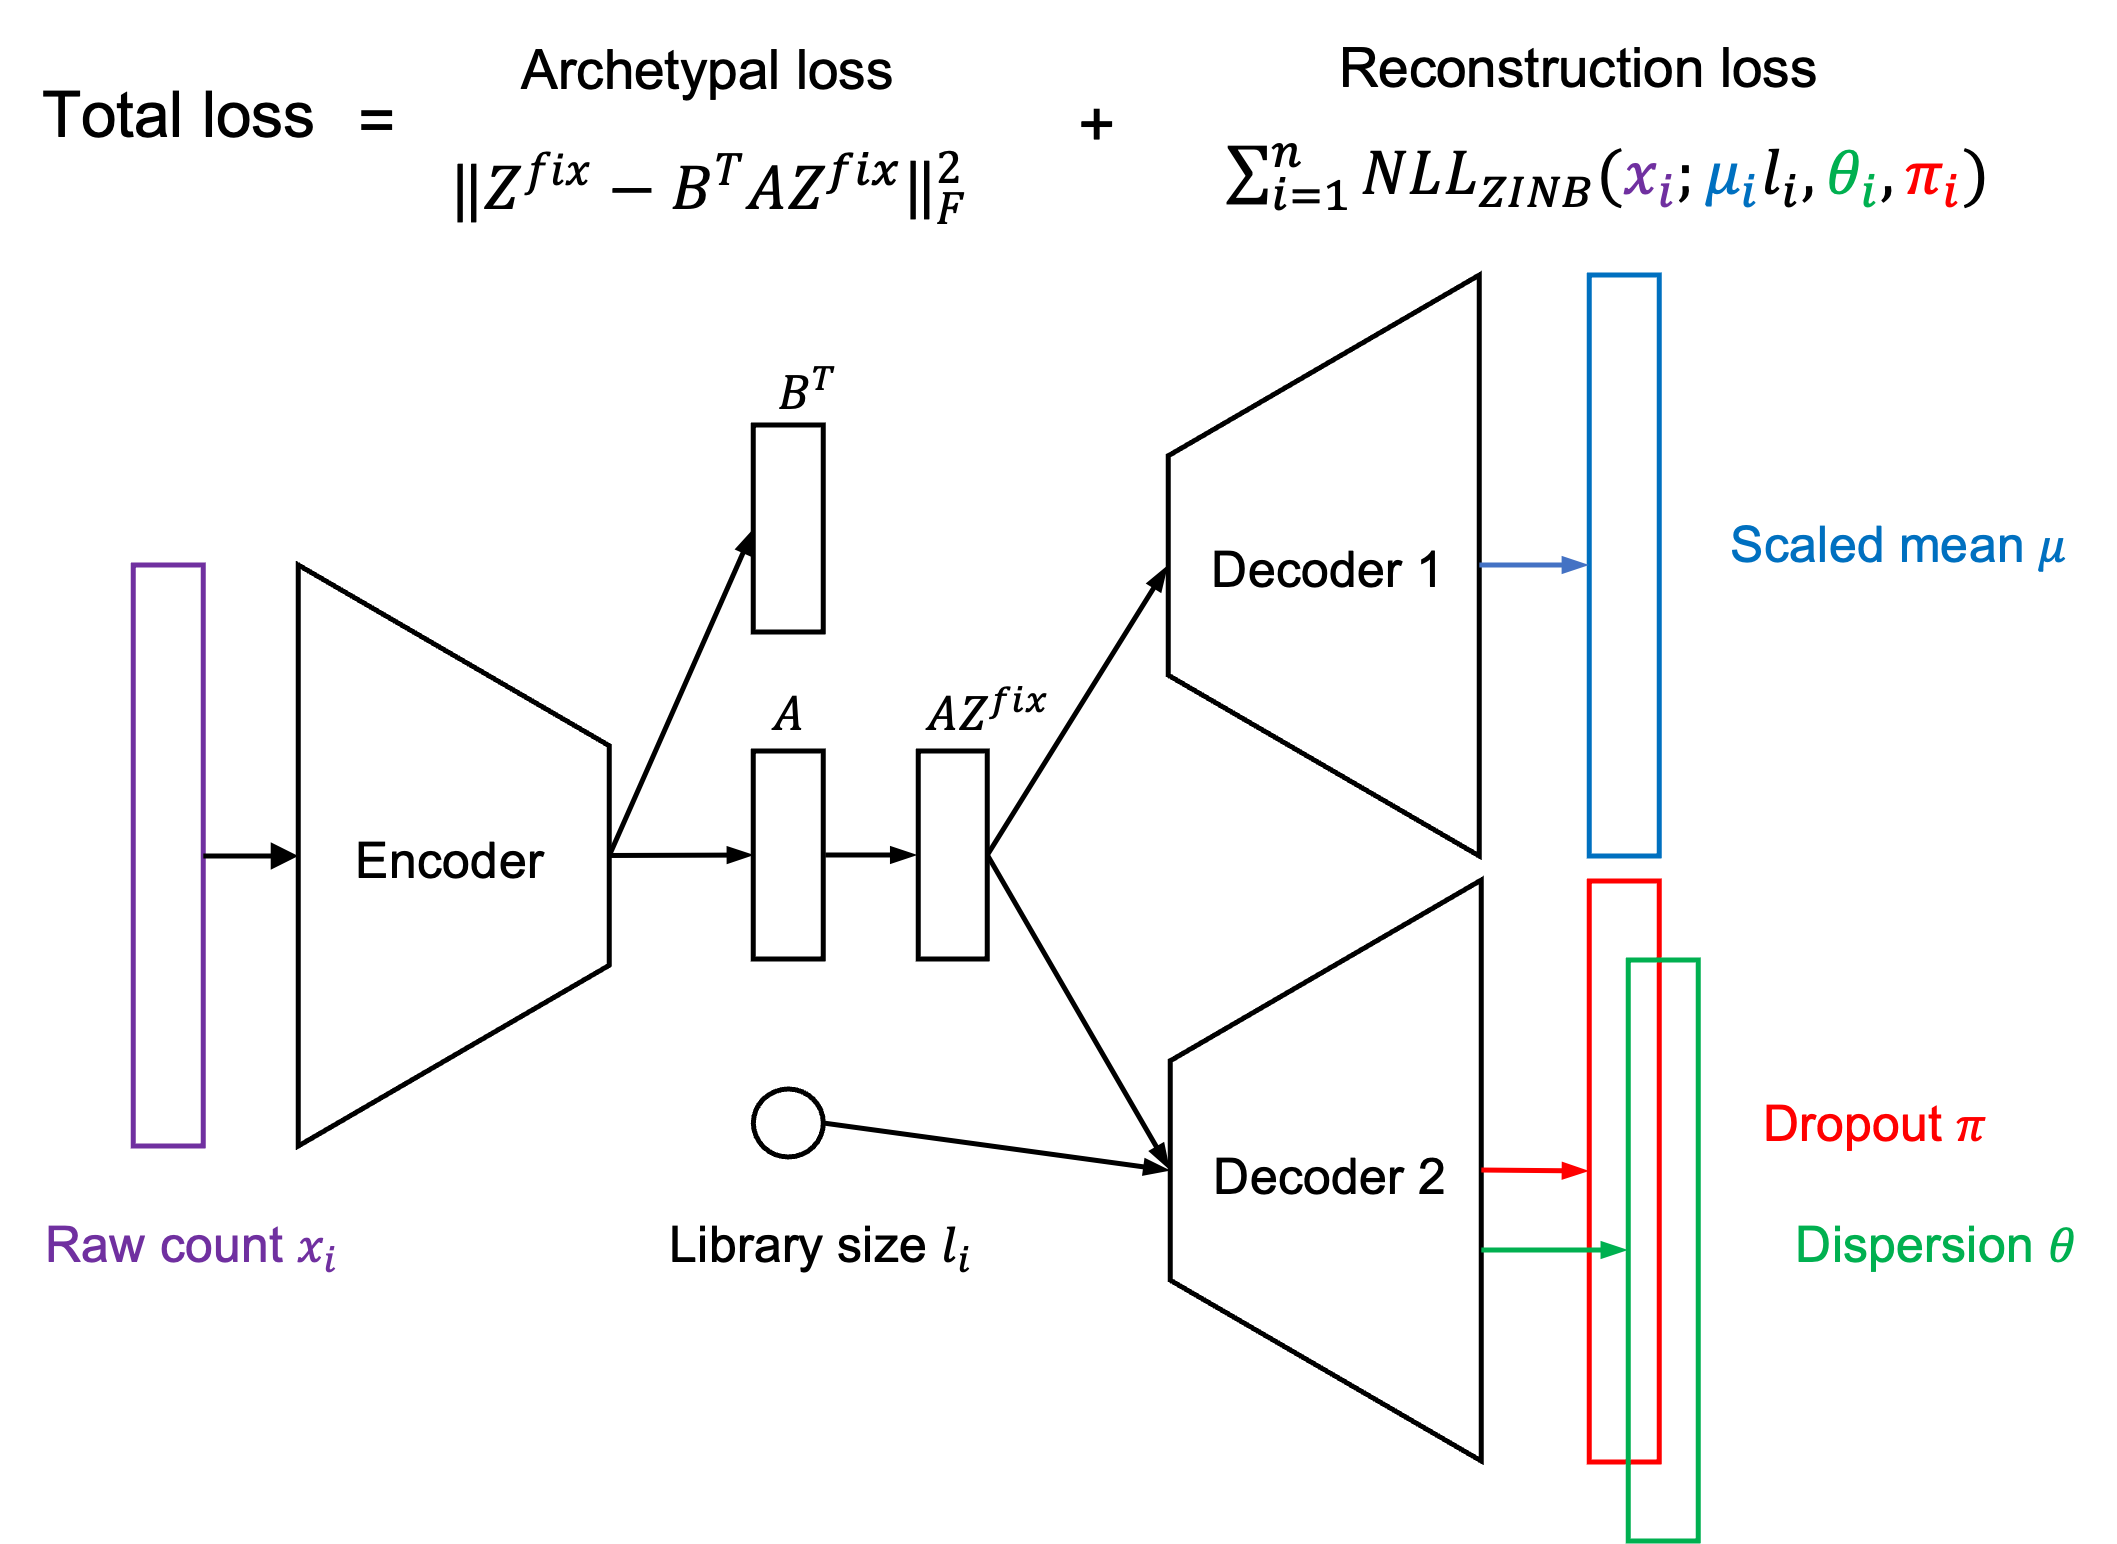 Total loss = Archetypal loss + Reconstruction loss
‖Z^{fix} − B^T AZ^{fix}‖_F^2
∑_{i=1}^n NLL_{ZINB}(x_i; μ_i l_i, θ_i, π_i)
B^T
A
AZ^{fix}
Encoder
Decoder 1
Scaled mean μ
Decoder 2
Dropout π
Dispersion θ
Raw count x_i
Library size l_i